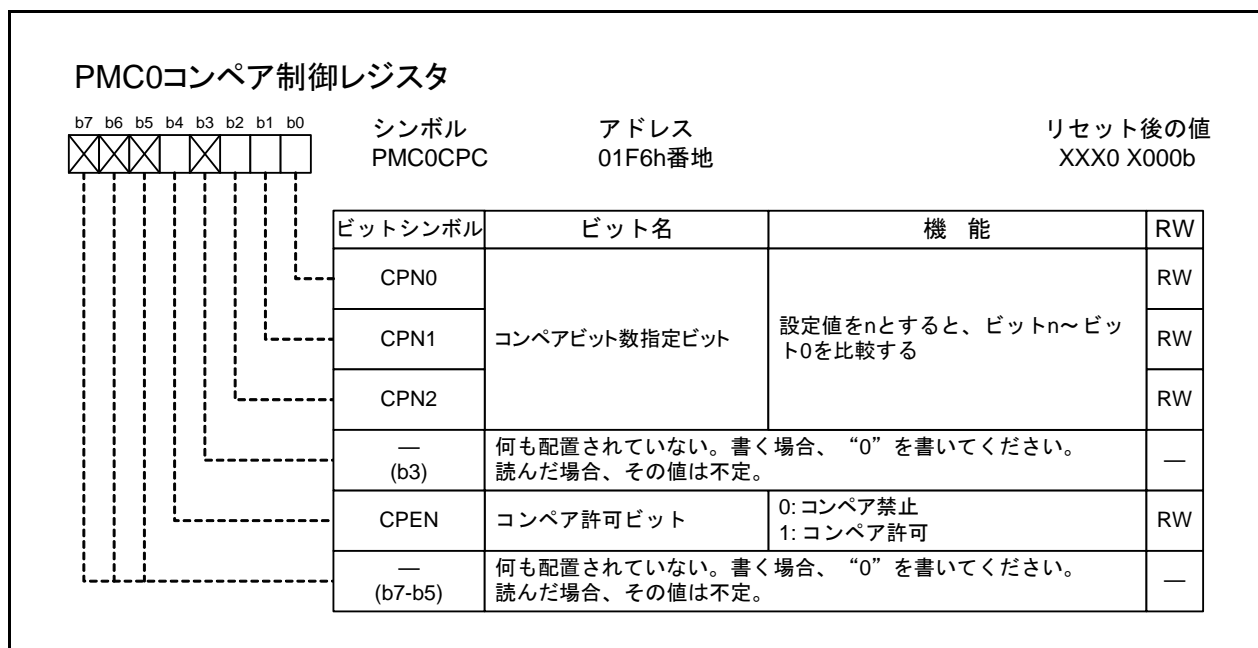 PMC0コンペア制御レジスタ
b7 b6 b5 b4 b3 b2 b1 b0
シンボル アドレス リセット後の値
PMC0CPC 01F6h番地 XXX0 X000b
ビットシンボル ビット名 機 能 RW
CPN0 RW
CPN1 コンペアビット数指定ビット 設定値をnとすると、ビットn～ビッ
ト0を比較する RW
CPN2 RW
— 何も配置されていない。書く場合、“0”を書いてください。
(b3) 読んだ場合、その値は不定。 —
CPEN コンペア許可ビット 0: コンペア禁止
1: コンペア許可 RW
— 何も配置されていない。書く場合、“0”を書いてください。
(b7-b5) 読んだ場合、その値は不定。 —